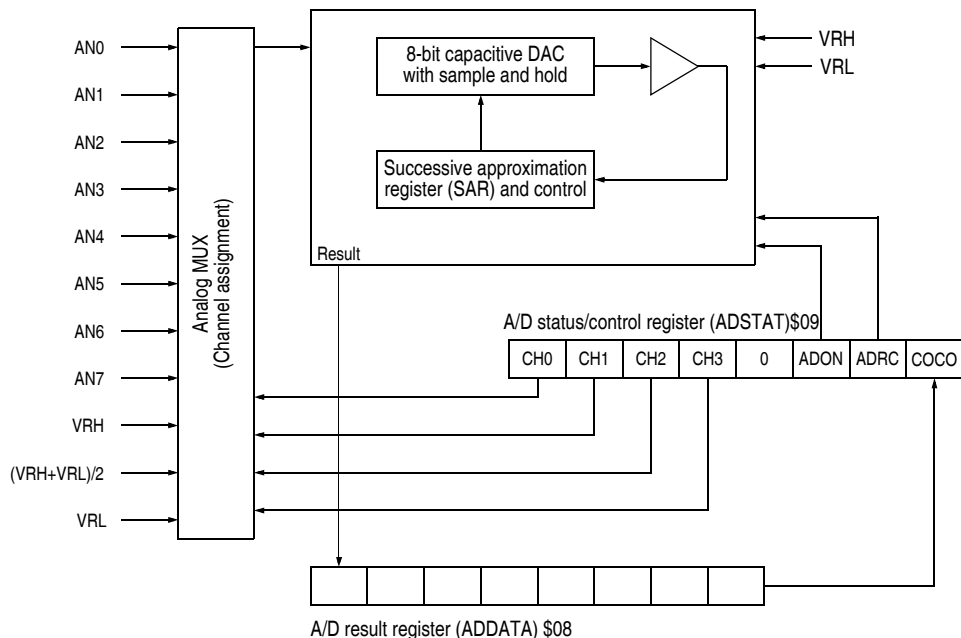 AN0
AN1
AN2
AN3
AN4
AN5
AN6
AN7
VRH
(VRH+VRL)/2
VRL
Analog MUX
(Channel assignment)
8-bit capacitive DAC
with sample and hold
Successive approximation
register (SAR) and control
Result
VRH
VRL
A/D status/control register (ADSTAT)$09
CH0 CH1 CH2 CH3 0 ADON ADRC COCO
A/D result register (ADDATA) $08